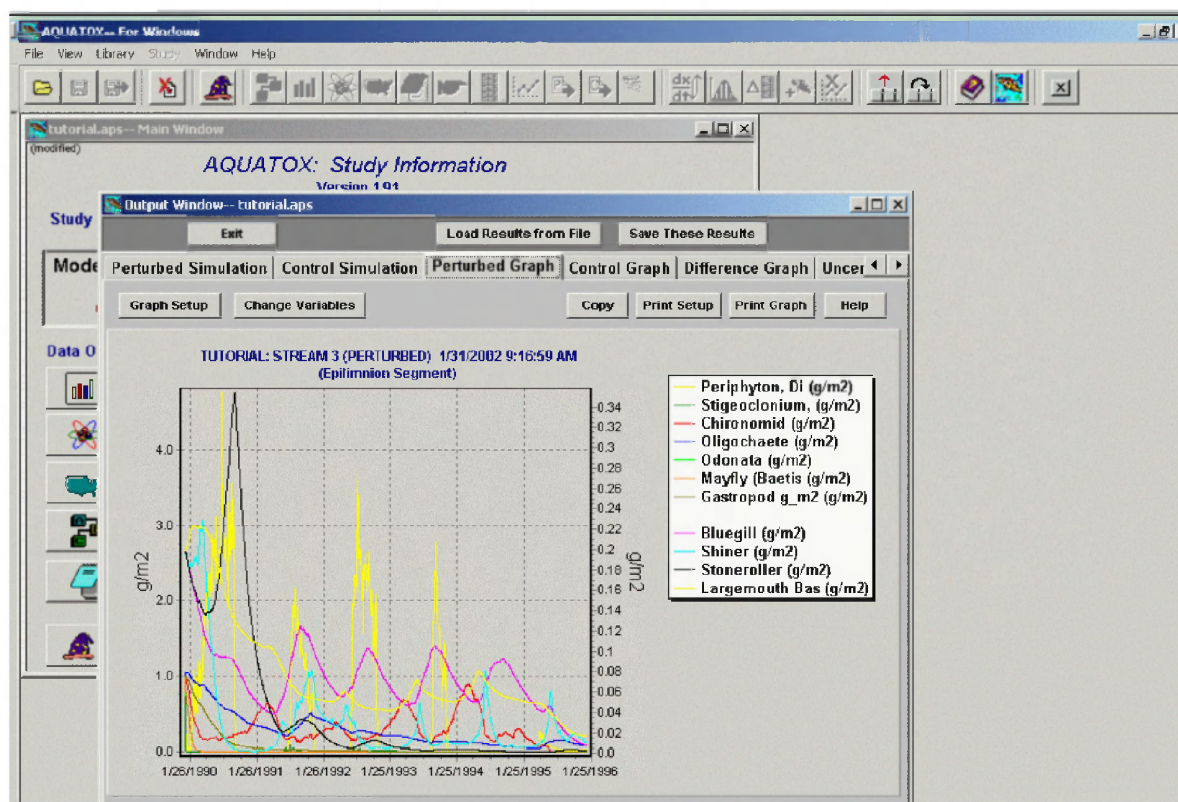 AQUATOX-- For Windows
File View Library Study Window Help
tutorial.aps-- Main Window
(modified)
AQUATOX: Study Information
Version 1.91
Study
Output Window-- tutorial.aps
Exit Load Results from File Save These Results
Mode
Perturbed Simulation Control Simulation Perturbed Graph Control Graph Difference Graph Uncer
Graph Setup Change Variables Copy Print Setup Print Graph Help
Data O
TUTORIAL: STREAM 3 (PERTURBED) 1/31/2002 9:16:59 AM
(Epilimnion Segment)
4.0
3.0
2.0
1.0
0.0
g/m2
0.34
0.32
0.3
0.28
0.26
0.24
0.22
0.2
0.18
0.16
0.14
0.12
0.1
0.08
0.06
0.04
0.02
0.0
g/m2
1/26/1990 1/26/1991 1/26/1992 1/25/1993 1/25/1994 1/25/1995 1/25/1996
Periphyton, Di (g/m2)
Stigeoclonium, (g/m2)
Chironomid (g/m2)
Oligochaete (g/m2)
Odonata (g/m2)
Mayfly (Baetis (g/m2)
Gastropod g_m2 (g/m2)
Bluegill (g/m2)
Shiner (g/m2)
Stoneroller (g/m2)
Largemouth Bas (g/m2)